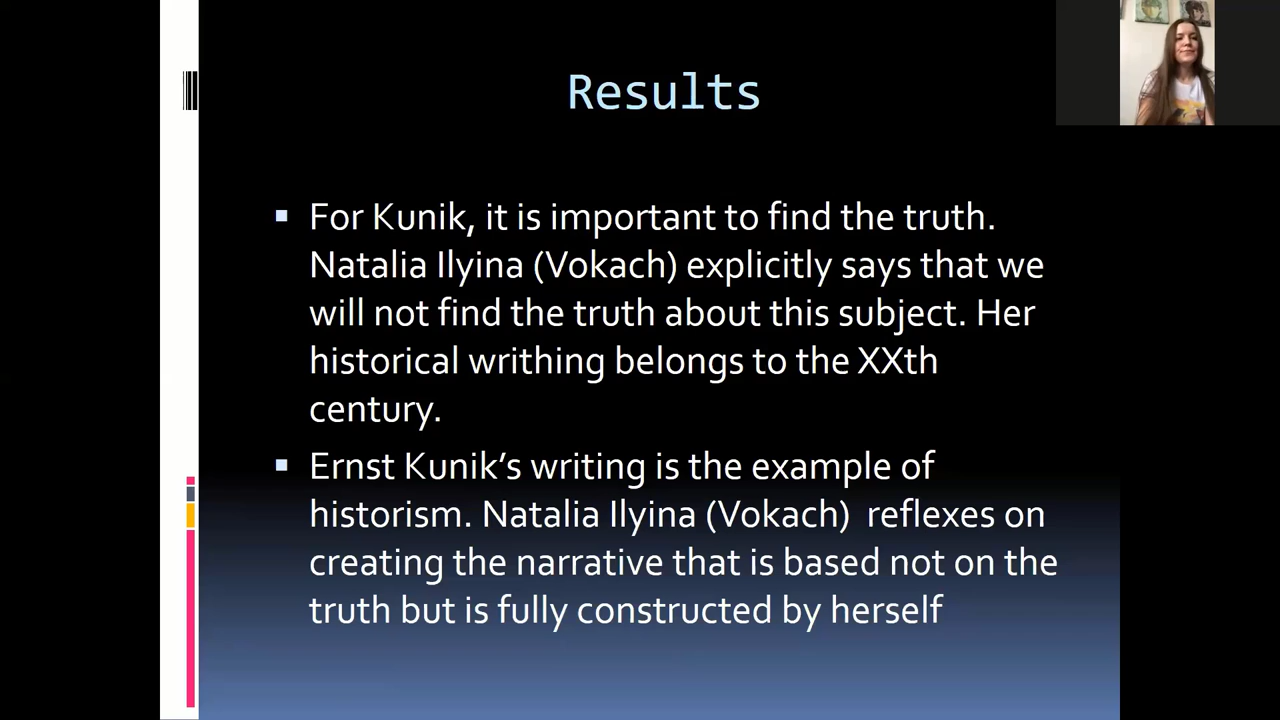 Results
▪ For Kunik, it is important to find the truth.
Natalia Ilyina (Vokach) explicitly says that we
will not find the truth about this subject. Her
historical writhing belongs to the XXth
century.
▪ Ernst Kunik’s writing is the example of
historism. Natalia Ilyina (Vokach) reflexes on
creating the narrative that is based not on the
truth but is fully constructed by herself